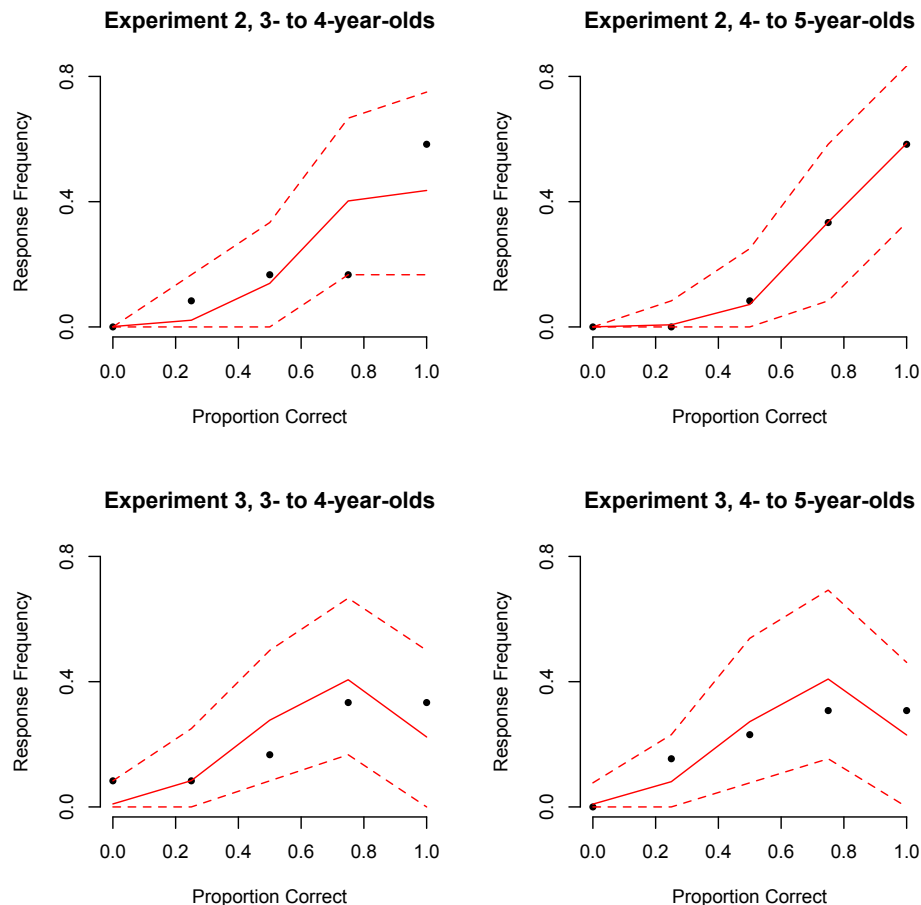 Experiment 2, 3- to 4-year-olds
Response Frequency
0.8
0.4
0.0
0.0 0.2 0.4 0.6 0.8 1.0
Proportion Correct
Experiment 2, 4- to 5-year-olds
Response Frequency
0.8
0.4
0.0
0.0 0.2 0.4 0.6 0.8 1.0
Proportion Correct
Experiment 3, 3- to 4-year-olds
Response Frequency
0.8
0.4
0.0
0.0 0.2 0.4 0.6 0.8 1.0
Proportion Correct
Experiment 3, 4- to 5-year-olds
Response Frequency
0.8
0.4
0.0
0.0 0.2 0.4 0.6 0.8 1.0
Proportion Correct